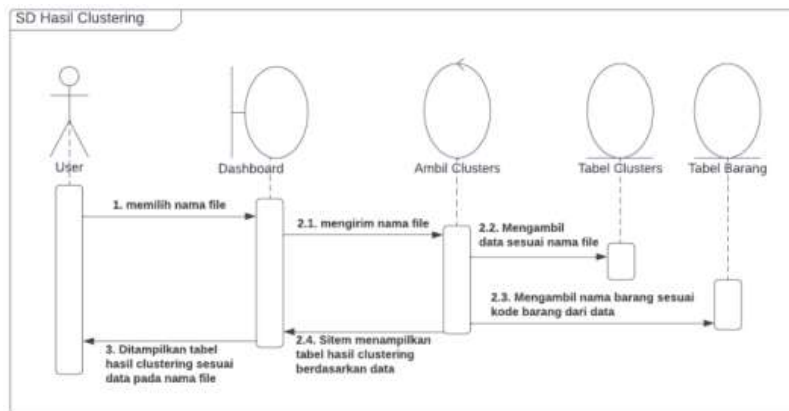 SD Hasil Clustering
User
Dashboard
Ambil Clusters
Tabel Clusters
Tabel Barang
1. memilih nama file
2.1. mengirim nama file
2.2. Mengambil
data sesuai nama file
2.3. Mengambil nama barang sesuai
kode barang dari data
2.4. Sitem menampilkan
tabel hasil clustering
berdasarkan data
3. Ditampilkan tabel
hasil clustering sesuai
data pada nama file